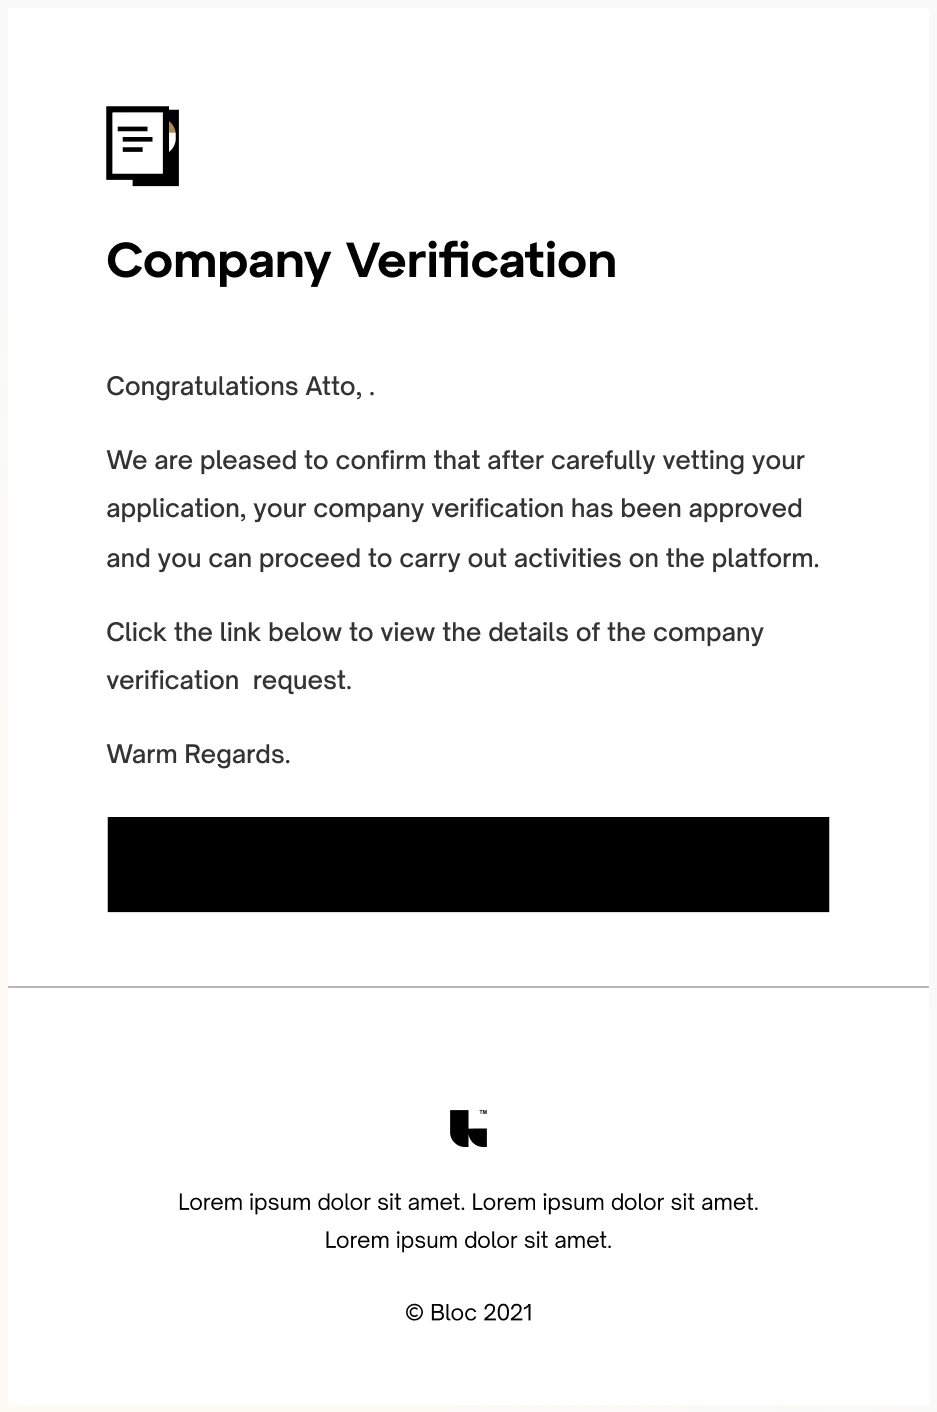 Company Verification
Congratulations Atto, .
We are pleased to confirm that after carefully vetting your
application, your company verification has been approved
and you can proceed to carry out activities on the platform.
Click the link below to view the details of the company
verification  request.
Warm Regards.
™
Lorem ipsum dolor sit amet. Lorem ipsum dolor sit amet.
Lorem ipsum dolor sit amet.
© Bloc 2021